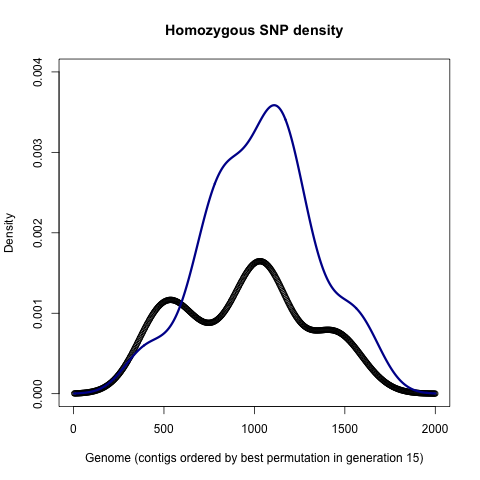 Homozygous SNP density
Density
0.004
0.003
0.002
0.001
0.000
0 500 1000 1500 2000
Genome (contigs ordered by best permutation in generation 15)